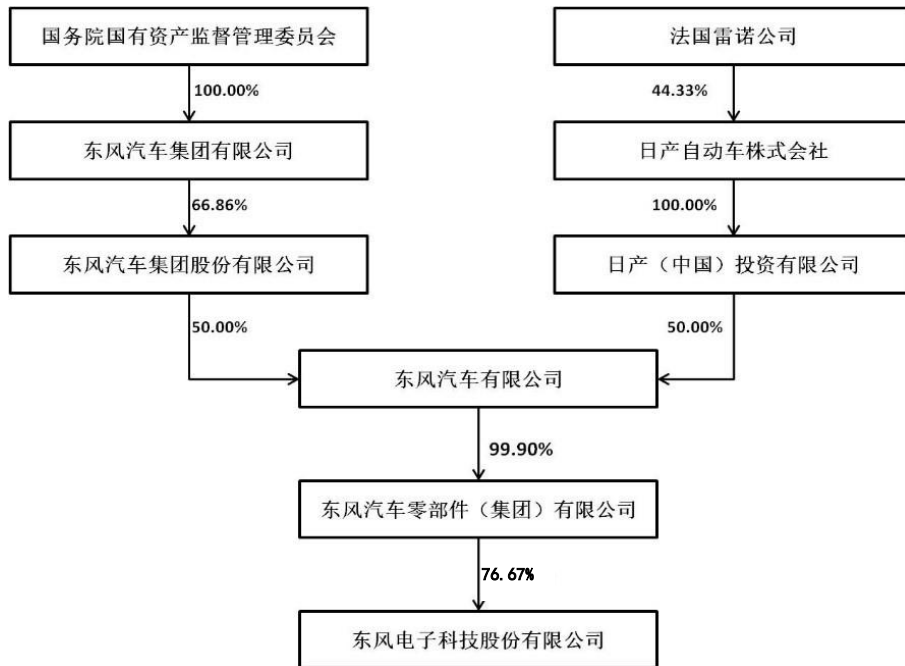 国务院国有资产监督管理委员会
法国雷诺公司
100.00%
44.33%
东风汽车集团有限公司
日产自动车株式会社
66.86%
100.00%
东风汽车集团股份有限公司
日产（中国）投资有限公司
50.00%
50.00%
东风汽车有限公司
99.90%
东风汽车零部件（集团）有限公司
76.67%
东风电子科技股份有限公司